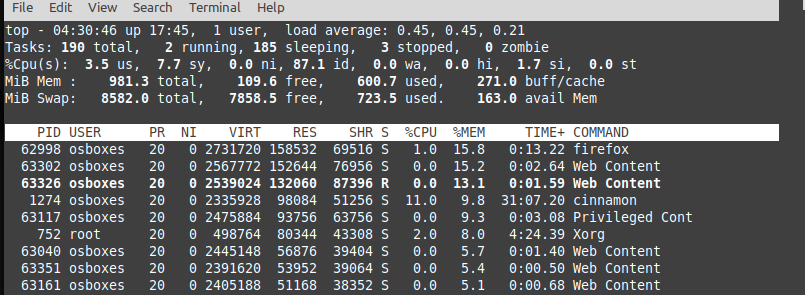 File Edit View Search Terminal Help
top - 04:30:46 up 17:45,  1 user,  load average: 0.45, 0.45, 0.21
Tasks: 190 total,   2 running, 185 sleeping,   3 stopped,   0 zombie
%Cpu(s):  3.5 us,  7.7 sy,  0.0 ni, 87.1 id,  0.0 wa,  0.0 hi,  1.7 si,  0.0 st
MiB Mem :    981.3 total,    109.6 free,    600.7 used,    271.0 buff/cache
MiB Swap:   8582.0 total,   7858.5 free,    723.5 used.    163.0 avail Mem
PID USER      PR  NI    VIRT    RES    SHR S  %CPU  %MEM     TIME+ COMMAND
62998 osboxes   20   0 2731720 158532  69516 S   1.0  15.8   0:13.22 firefox
63302 osboxes   20   0 2567772 152644  76956 S   0.0  15.2   0:02.64 Web Content
63326 osboxes   20   0 2539024 132060  87396 R   0.0  13.1   0:01.59 Web Content
1274 osboxes   20   0 2335928  98084  51256 S  11.0   9.8  31:07.20 cinnamon
63117 osboxes   20   0 2475884  93756  63756 S   0.0   9.3   0:03.08 Privileged Cont
752 root      20   0  498764  80344  43308 S   2.0   8.0   4:24.39 Xorg
63040 osboxes   20   0 2445148  56876  39404 S   0.0   5.7   0:01.40 Web Content
63351 osboxes   20   0 2391620  53952  39064 S   0.0   5.4   0:00.50 Web Content
63161 osboxes   20   0 2405188  51168  38352 S   0.0   5.1   0:00.68 Web Content